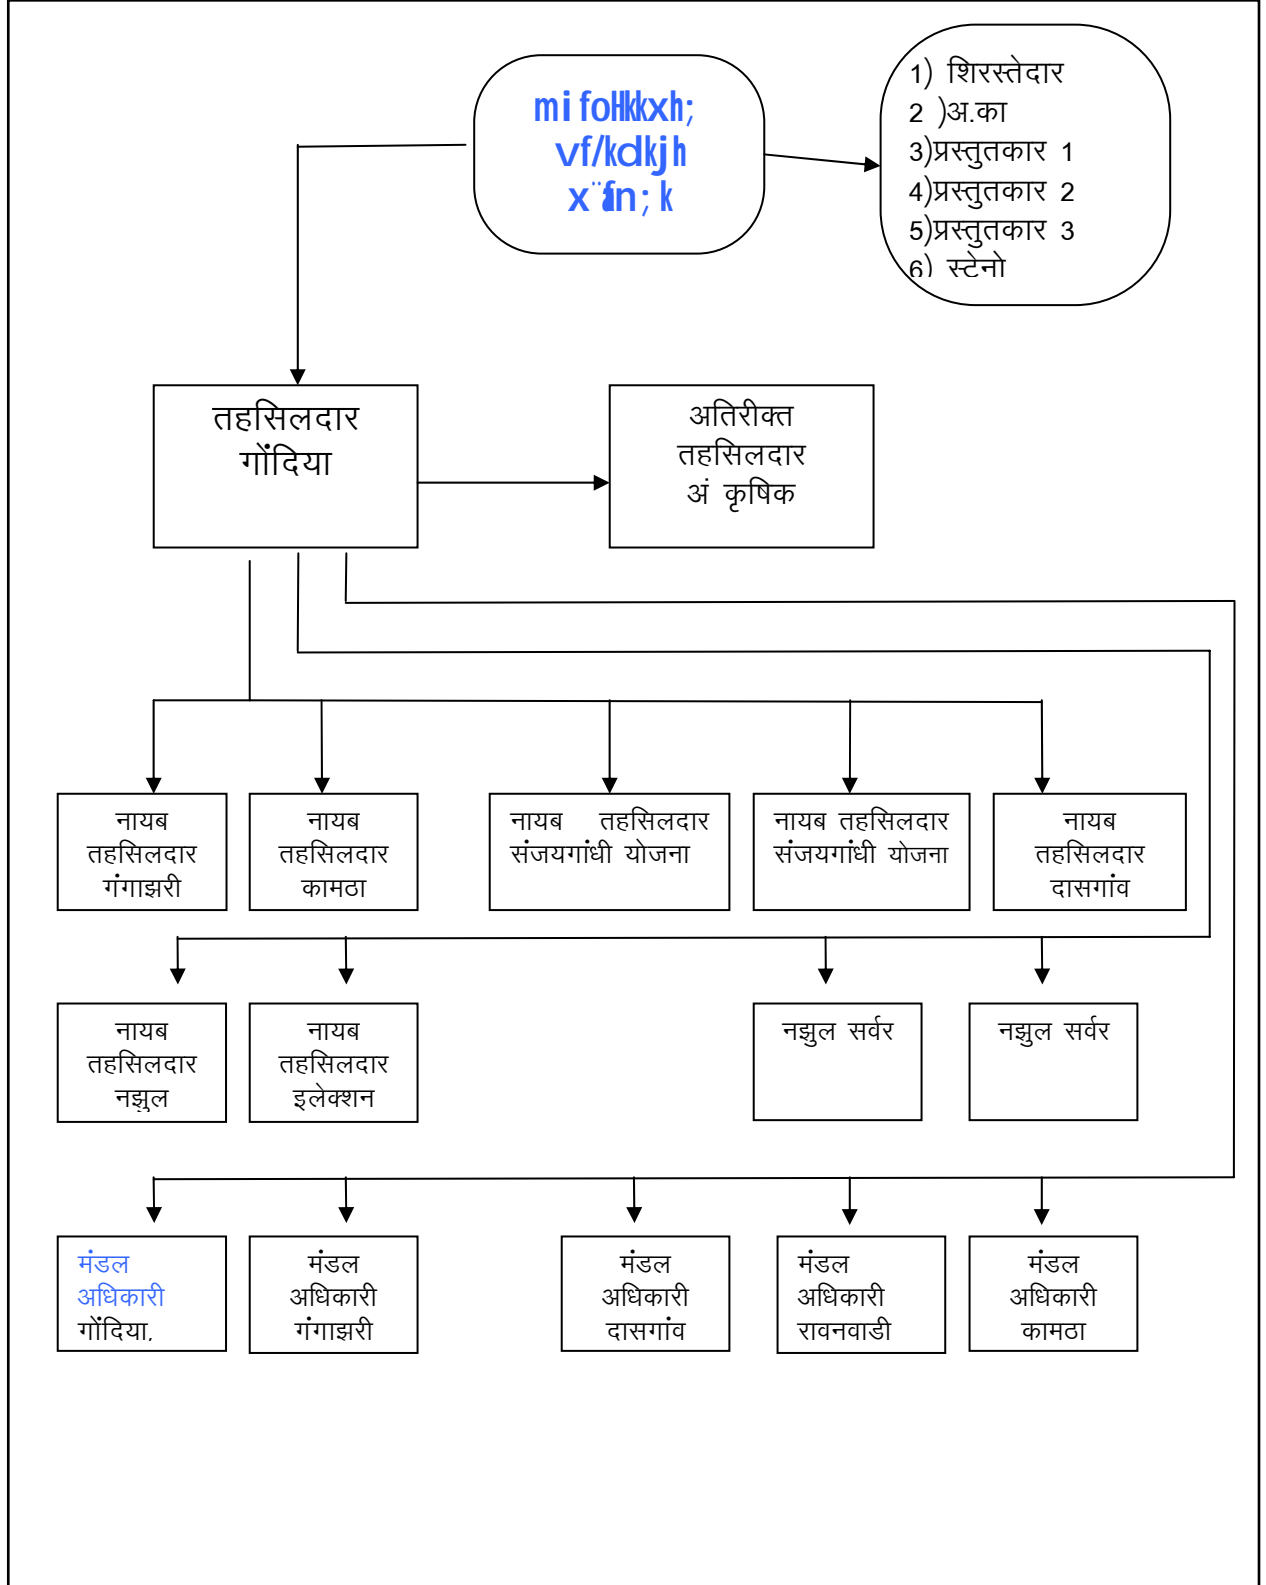 mi foHkkxh;
vf/kdkjh
x¨afn;k
1) शिरस्तेदार
2 )अ.का
3)प्रस्तुतकार 1
4)प्रस्तुतकार 2
5)प्रस्तुतकार 3
6) स्टेनो
तहसिलदार
गोंदिया
अतिरीक्त
तहसिलदार
अं कृषिक
नायब
तहसिलदार
गंगाझरी
नायब
तहसिलदार
कामठा
नायब तहसिलदार
संजयगांधी योजना
नायब तहसिलदार
संजयगांधी योजना
नायब
तहसिलदार
दासगांव
नायब
तहसिलदार
नझुल
नायब
तहसिलदार
इलेक्शन
नझुल सर्वर
नझुल सर्वर
मंडल
अधिकारी
गोंदिया.
मंडल
अधिकारी
गंगाझरी
मंडल
अधिकारी
दासगांव
मंडल
अधिकारी
रावनवाडी
मंडल
अधिकारी
कामठा